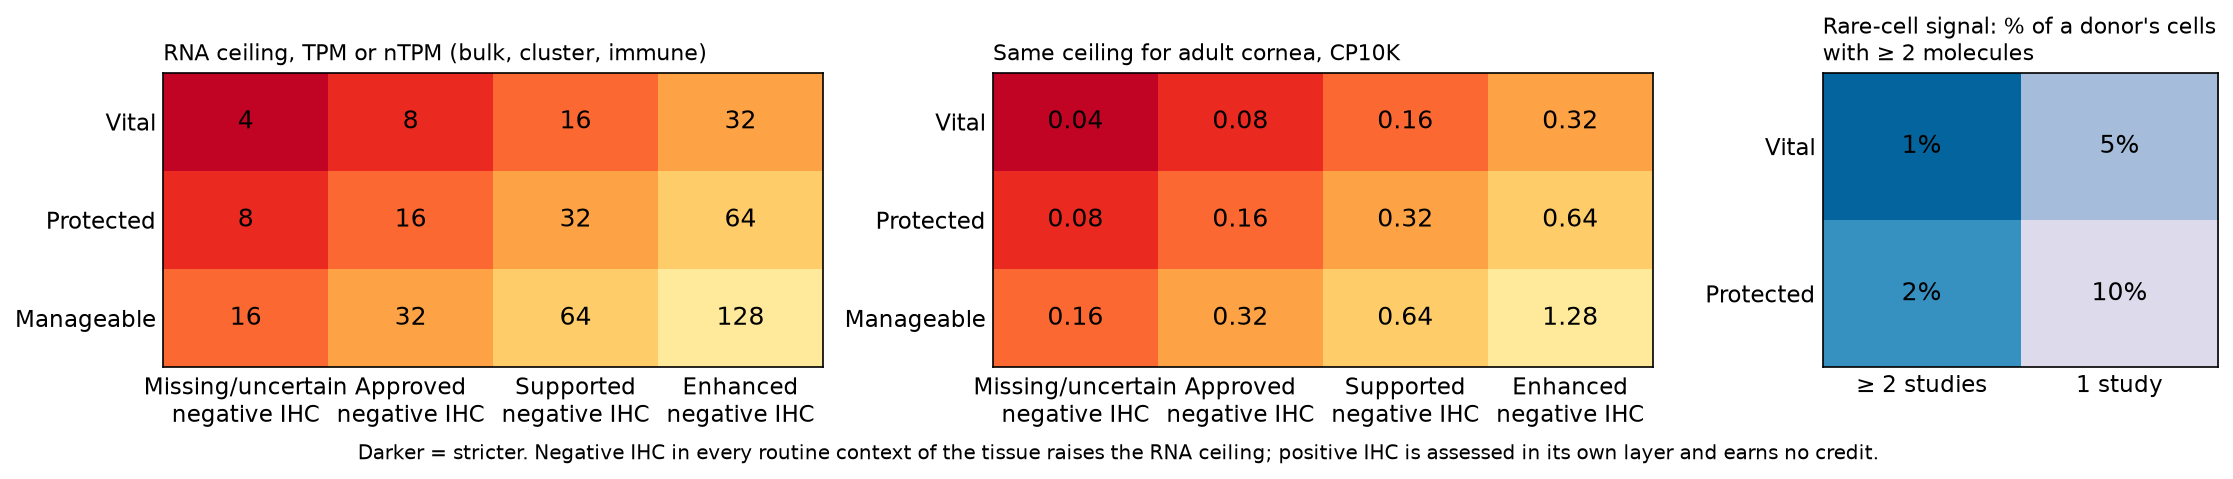 RNA ceiling, TPM or nTPM (bulk, cluster, immune)
Vital 4 8 16 32
Protected 8 16 32 64
Manageable 16 32 64 128
Missing/uncertain Approved Supported Enhanced
negative IHC negative IHC negative IHC negative IHC
Same ceiling for adult cornea, CP10K
Vital 0.04 0.08 0.16 0.32
Protected 0.08 0.16 0.32 0.64
Manageable 0.16 0.32 0.64 1.28
Missing/uncertain Approved Supported Enhanced
negative IHC negative IHC negative IHC negative IHC
Rare-cell signal: % of a donor's cells
with ≥ 2 molecules
Vital 1% 5%
Protected 2% 10%
≥ 2 studies 1 study
Darker = stricter. Negative IHC in every routine context of the tissue raises the RNA ceiling; positive IHC is assessed in its own layer and earns no credit.